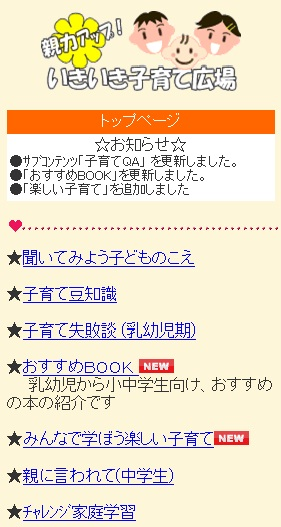 親力アップ！
いきいき子育て広場
トップページ
☆お知らせ☆
●ｻﾌﾞｺﾝﾃﾝﾂ「子育てQA」を更新しました。
●「おすすめBOOK」を更新しました。
●「楽しい子育て」を追加しました
★聞いてみよう子どものこえ
★子育て豆知識
★子育て失敗談（乳幼児期）
★おすすめBOOK NEW
乳幼児から小中学生向け、おすすめ
の本の紹介です
★みんなで学ぼう楽しい子育て NEW
★親に言われて（中学生）
★ﾁｬﾚﾝｼﾞ家庭学習